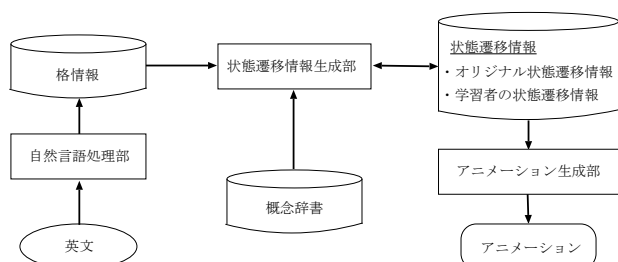 格情報
状態遷移情報生成部
状態遷移情報
・オリジナル状態遷移情報
・学習者の状態遷移情報
自然言語処理部
アニメーション生成部
概念辞書
英文
アニメーション